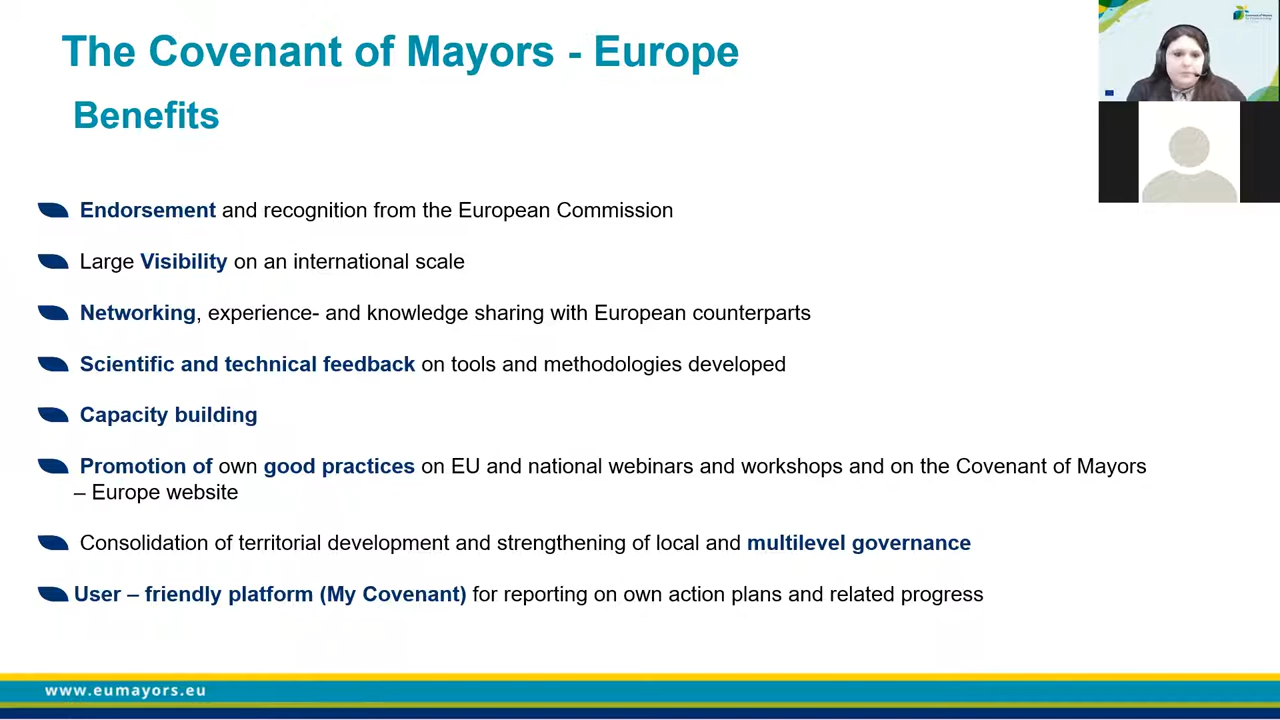 The Covenant of Mayors - Europe
Benefits
Endorsement and recognition from the European Commission
Large Visibility on an international scale
Networking, experience- and knowledge sharing with European counterparts
Scientific and technical feedback on tools and methodologies developed
Capacity building
Promotion of own good practices on EU and national webinars and workshops and on the Covenant of Mayors
– Europe website
Consolidation of territorial development and strengthening of local and multilevel governance
User – friendly platform (My Covenant) for reporting on own action plans and related progress
www.eumayors.eu